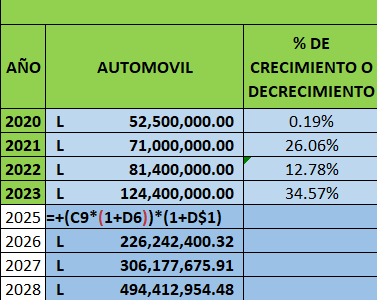 % DE
CRECIMIENTO O
DECRECIMIENTO
AÑO AUTOMOVIL
2020 L 52,500,000.00 0.19%
2021 L 71,000,000.00 26.06%
2022 L 81,400,000.00 12.78%
2023 L 124,400,000.00 34.57%
2025 =+(C9*(1+D6))*(1+D$1)
2026 L 226,242,400.32
2027 L 306,177,675.91
2028 L 494,412,954.48